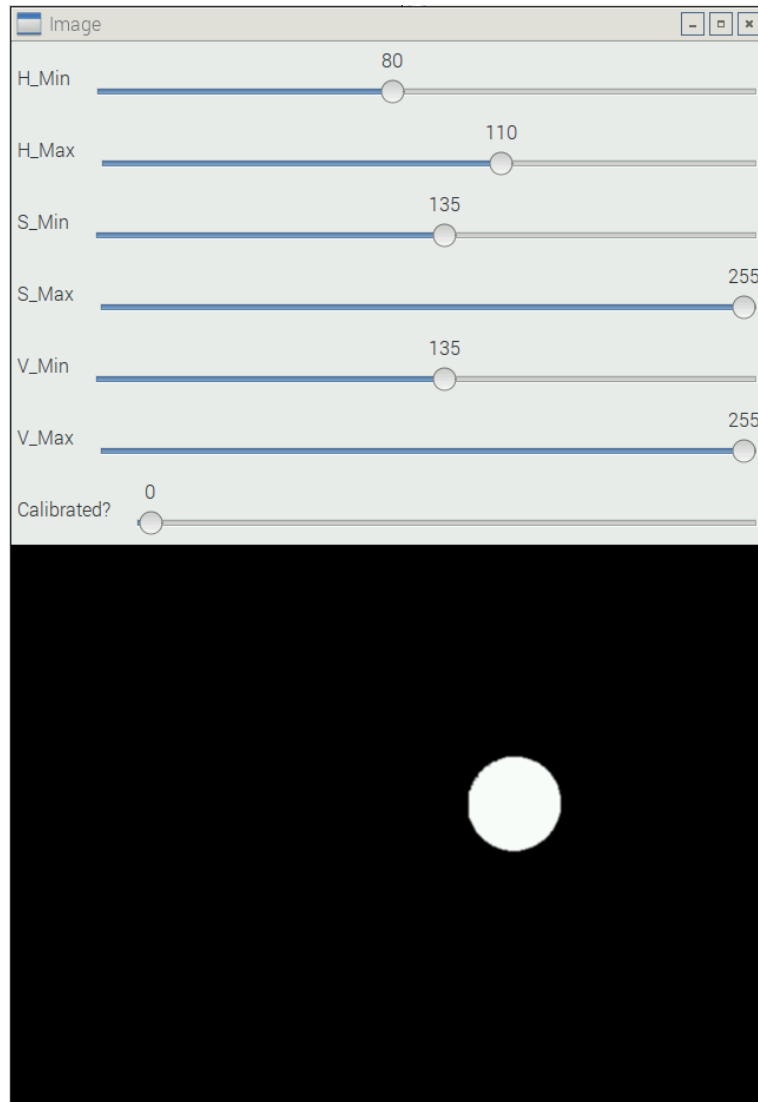 Image
80
H_Min
110
H_Max
135
S_Min
255
S_Max
135
V_Min
255
V_Max
0
Calibrated?